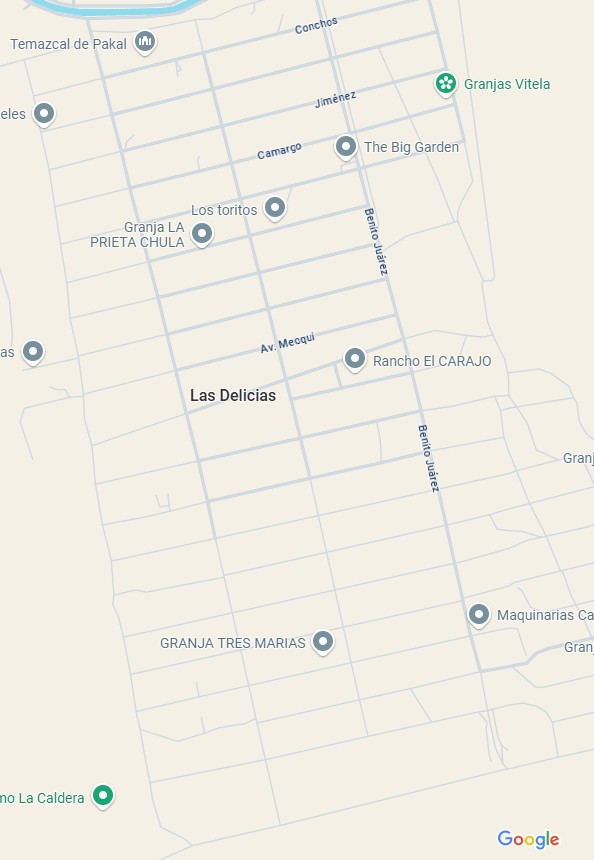 Conchos
Temazcal de Pakal
Granjas Vitela
Jiménez
eles
Camargo
The Big Garden
Los toritos
Granja LA
PRIETA CHULA
Benito Juárez
Av. Meoqui
as
Rancho El CARAJO
Las Delicias
Benito Juárez
Granj
Maquinarias Ca
GRANJA TRES MARIAS
Granj
mo La Caldera
Google